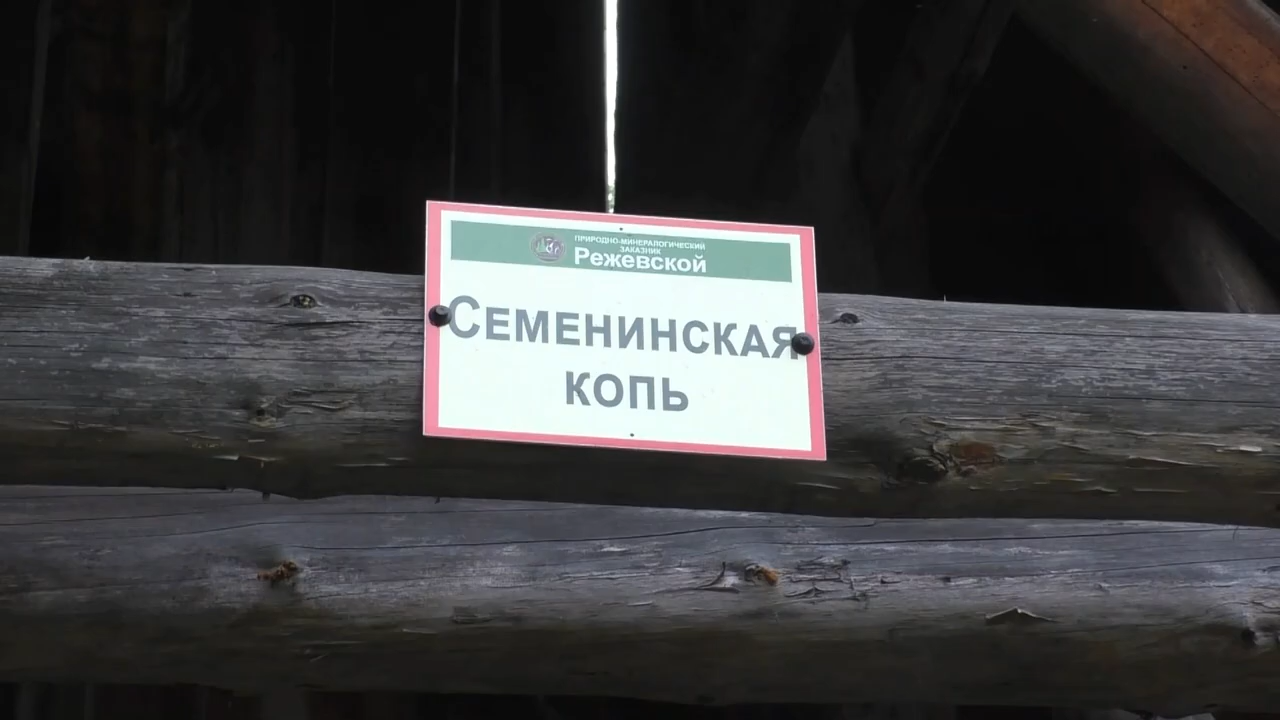 ПРИРОДНО-МИНЕРАЛОГИЧЕСКИЙ
ЗАКАЗНИК
Режевской
СЕМЕНИНСКАЯ
КОПЬ